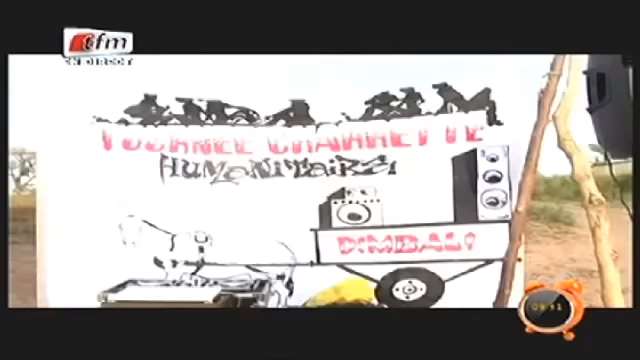 tfm
EN DIRECT
TOURNEE CHARRETTE
HUMANITAIRE
DIMBALI